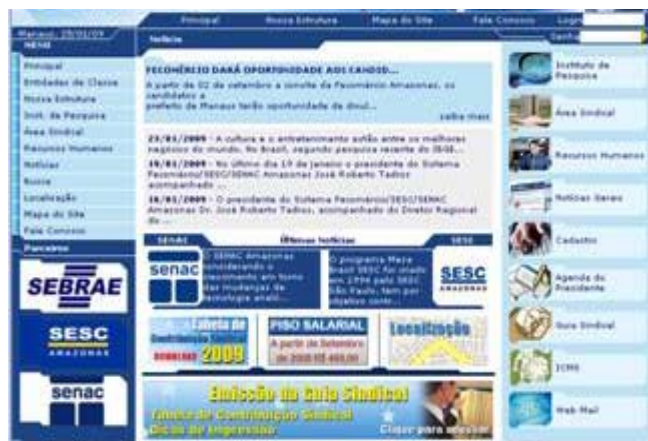 Principal
Nossa Estrutura
Mapa do Site
Fale Conosco
Login
Senha
Manaus, 25/01/09
MENU
Principal
Entidades de Classe
Nossa Estrutura
Inst. de Pesquisa
Área Sindical
Recursos Humanos
Notícias
Busca
Localização
Mapa do Site
Fale Conosco
Parceiros
SEBRAE
SESC
AMAZONAS
senac
Notícia
FECOMÉRCIO DARÁ OPORTUNIDADE AOS CANDID...
A partir de 02 de setembro a convite da Fecomércio Amazonas, os
candidatos a
prefeito de Manaus terão oportunidade de
saiba mais
23/01/2009 - A cultura e o entretenimento estão entre os melhores
negócios do mundo. No Brasil, segundo pesquisa recente do
19/01/2009 - No último dia 19 de janeiro o presidente do Sistema
Fecomércio/SESC/SENAC Amazonas José Roberto Tadros
acompanhado ...
16/01/2009 - O presidente do Sistema Fecomércio/SESC/SENAC
Amazonas Dr. José Roberto Tadros, acompanhado do Diretor Regional
do ...
SENAC
Últimas Notícias
SESC
senac
O SENAC Amazonas
considerando o
crescimento em torno
das mudanças de
tecnologia
O programa Mesa
Brasil SESC foi criado
em 1994 pelo SESC
São Paulo, tem por
objetivo contr...
SESC
AMAZONAS
Tabela de
Contribuição Sindical
DOWNLOAD 2009
PISO SALARIAL
A partir de Setembro
de 2008 R$
Localização
Emissão da Guia Sindical
Tabela de Contribuição Sindical
Dicas de Impressão
Clique para acessar
Instituto de
Pesquisa
Área Sindical
Recursos Humanos
Notícias Gerais
Cadastro
Agenda do
Presidente
Guia Sindical
ICMS
Web Mail